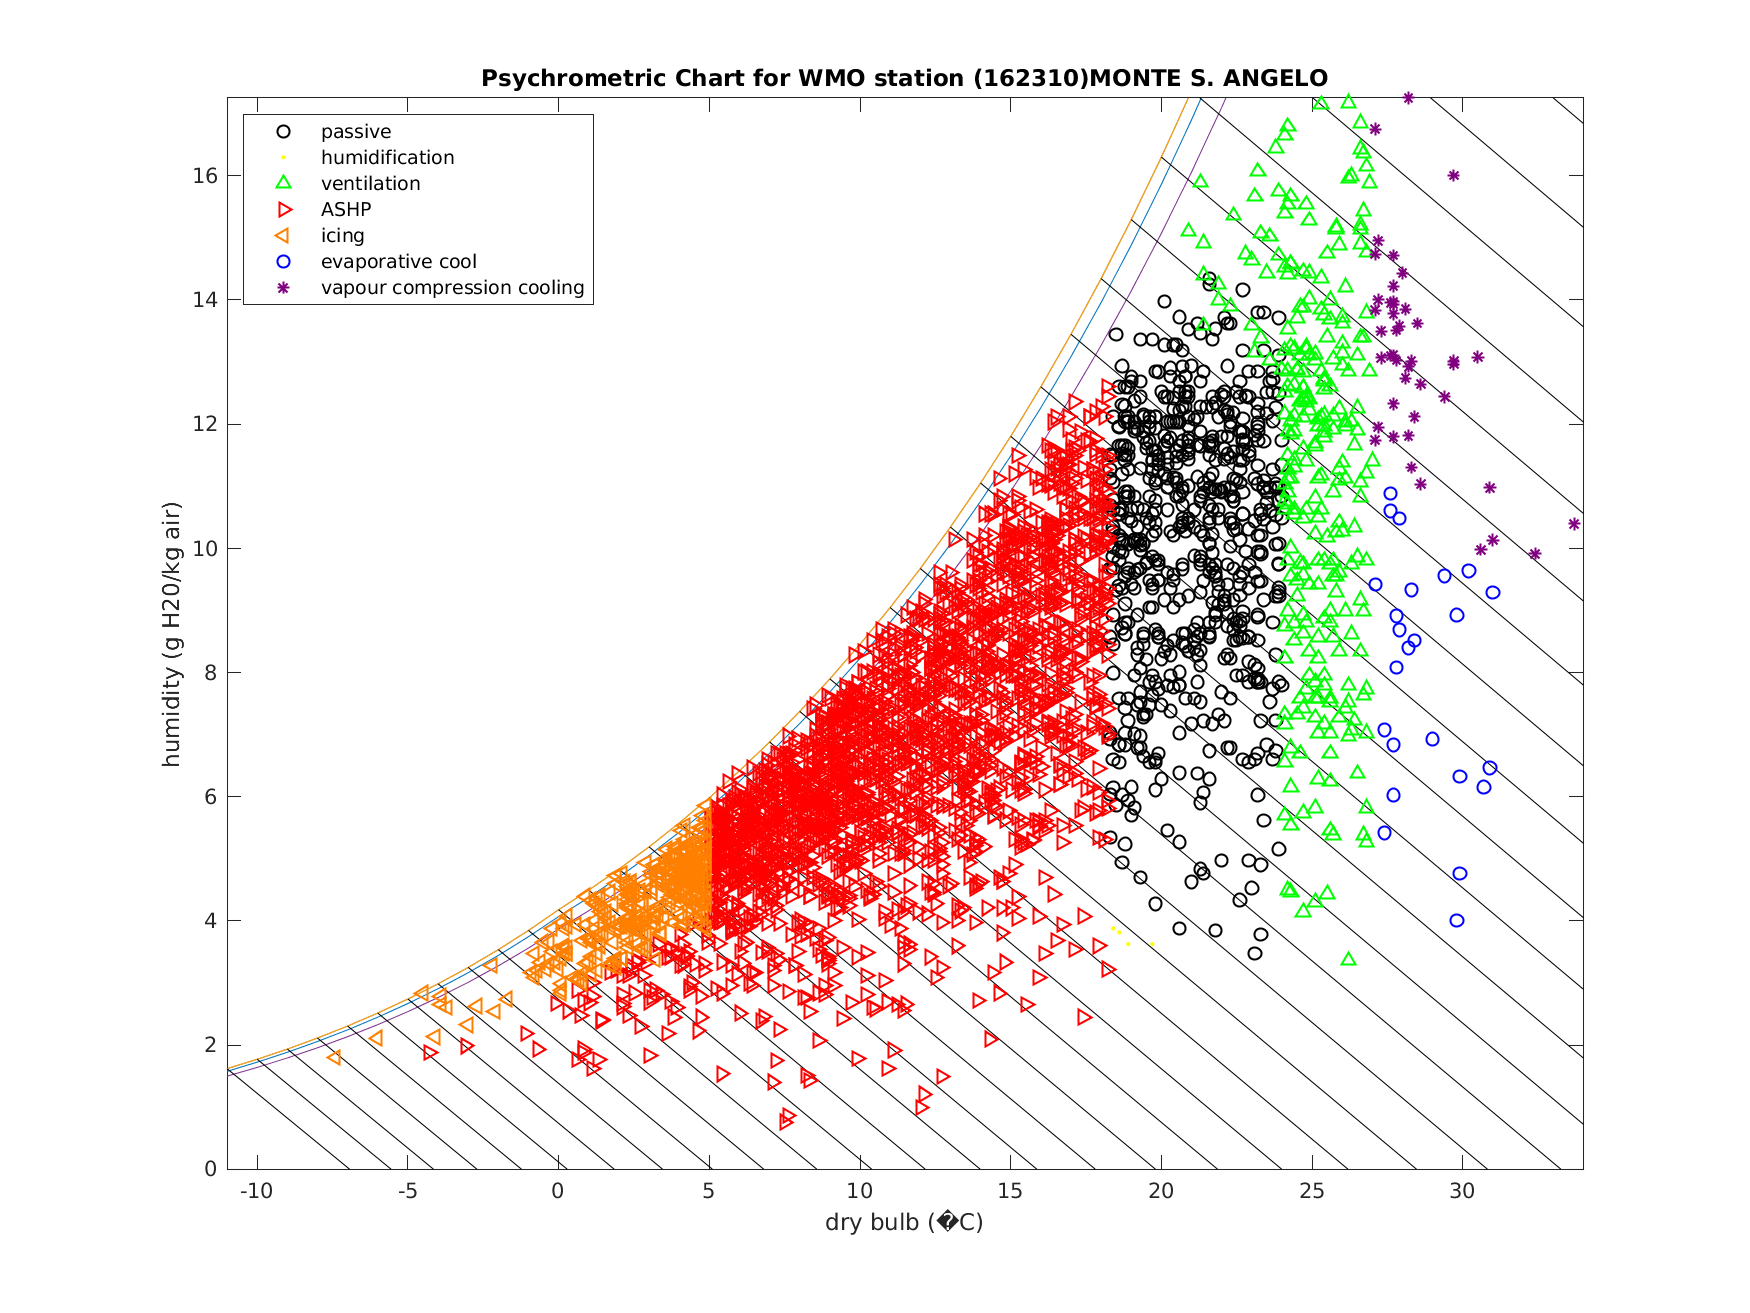 Psychrometric Chart for WMO station (162310)MONTE S. ANGELO
passive
humidification
ventilation
ASHP
icing
evaporative cool
vapour compression cooling
humidity (g H20/kg air)
16
14
12
10
8
6
4
2
0
-10 -5 0 5 10 15 20 25 30
dry bulb (�C)